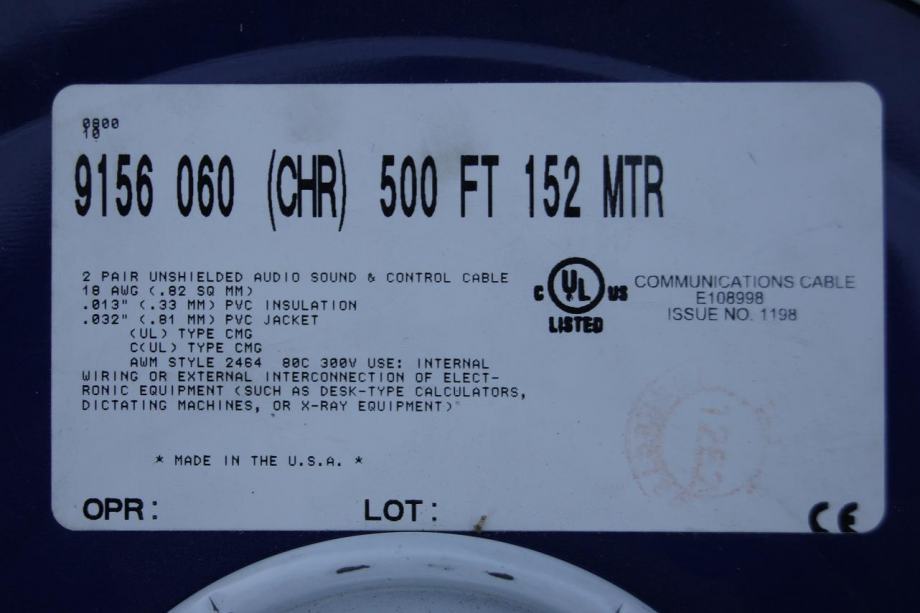 0800
10
9156 060 (CHR) 500 FT 152 MTR
2 PAIR UNSHIELDED AUDIO SOUND & CONTROL CABLE
18 AWG (.82 SQ MM)
.013" (.33 MM) PVC INSULATION
.032" (.81 MM) PVC JACKET
(UL) TYPE CMG
C(UL) TYPE CMG
AWM STYLE 2464 80C 300V USE: INTERNAL
WIRING OR EXTERNAL INTERCONNECTION OF ELECT-
RONIC EQUIPMENT (SUCH AS DESK-TYPE CALCULATORS,
DICTATING MACHINES, OR X-RAY EQUIPMENT)
C UL US
LISTED
COMMUNICATIONS CABLE
E108998
ISSUE NO. 1198
* MADE IN THE U.S.A. *
OPR:
LOT:
CE